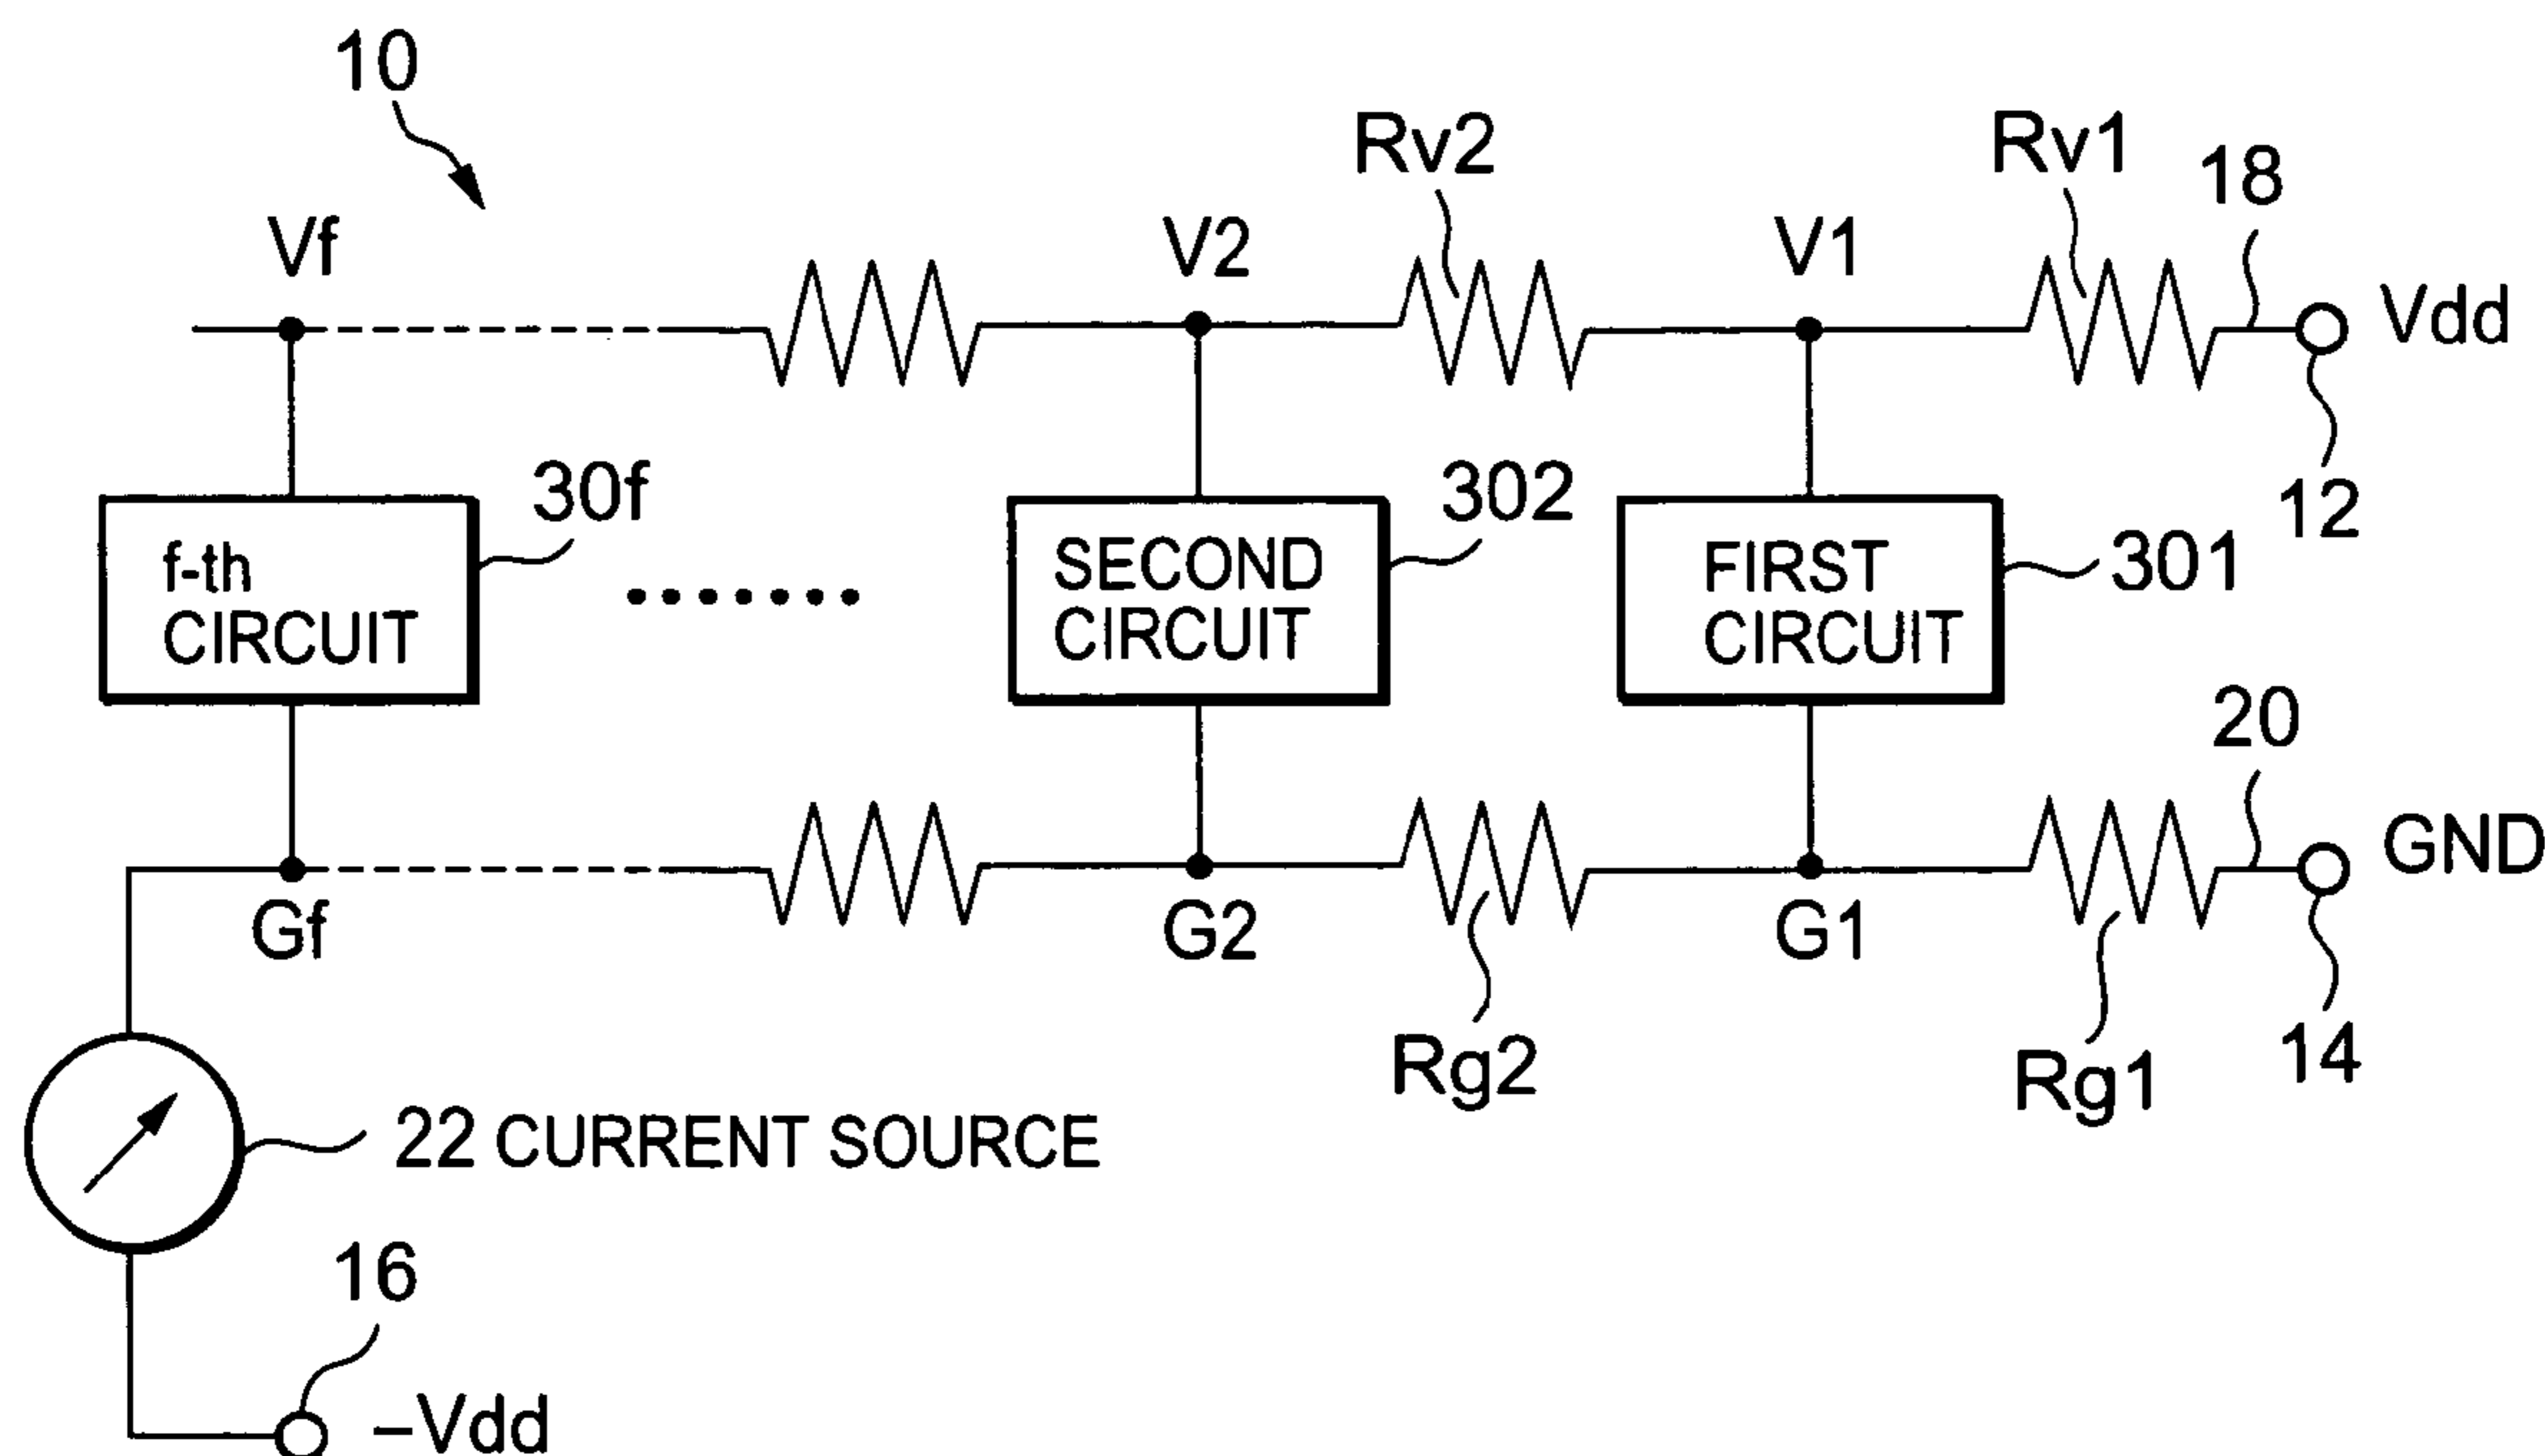 10
Rv2
Rv1
18
Vf
V2
V1
Vdd
12
30f
302
301
f-th
CIRCUIT
SECOND
CIRCUIT
FIRST
CIRCUIT
20
GND
Gf
G2
G1
Rg2
Rg1
14
22 CURRENT SOURCE
16
–Vdd